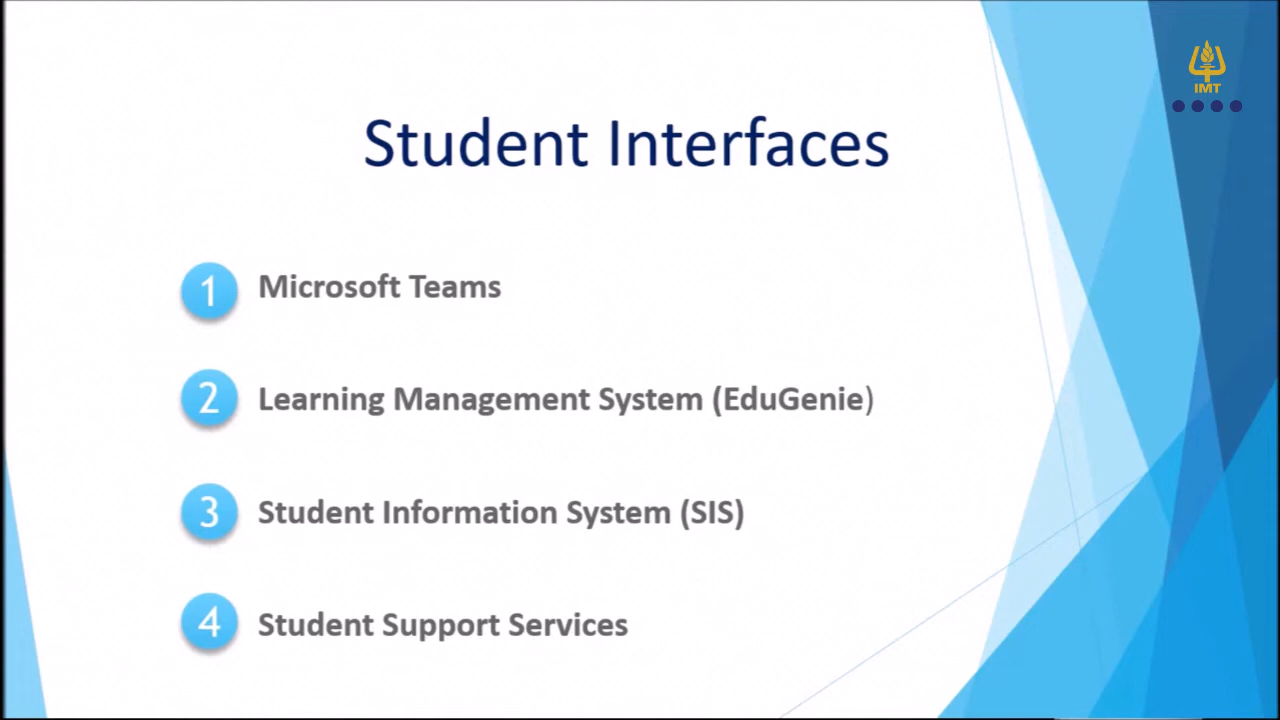 IMT
Student Interfaces
1 Microsoft Teams
2 Learning Management System (EduGenie)
3 Student Information System (SIS)
4 Student Support Services